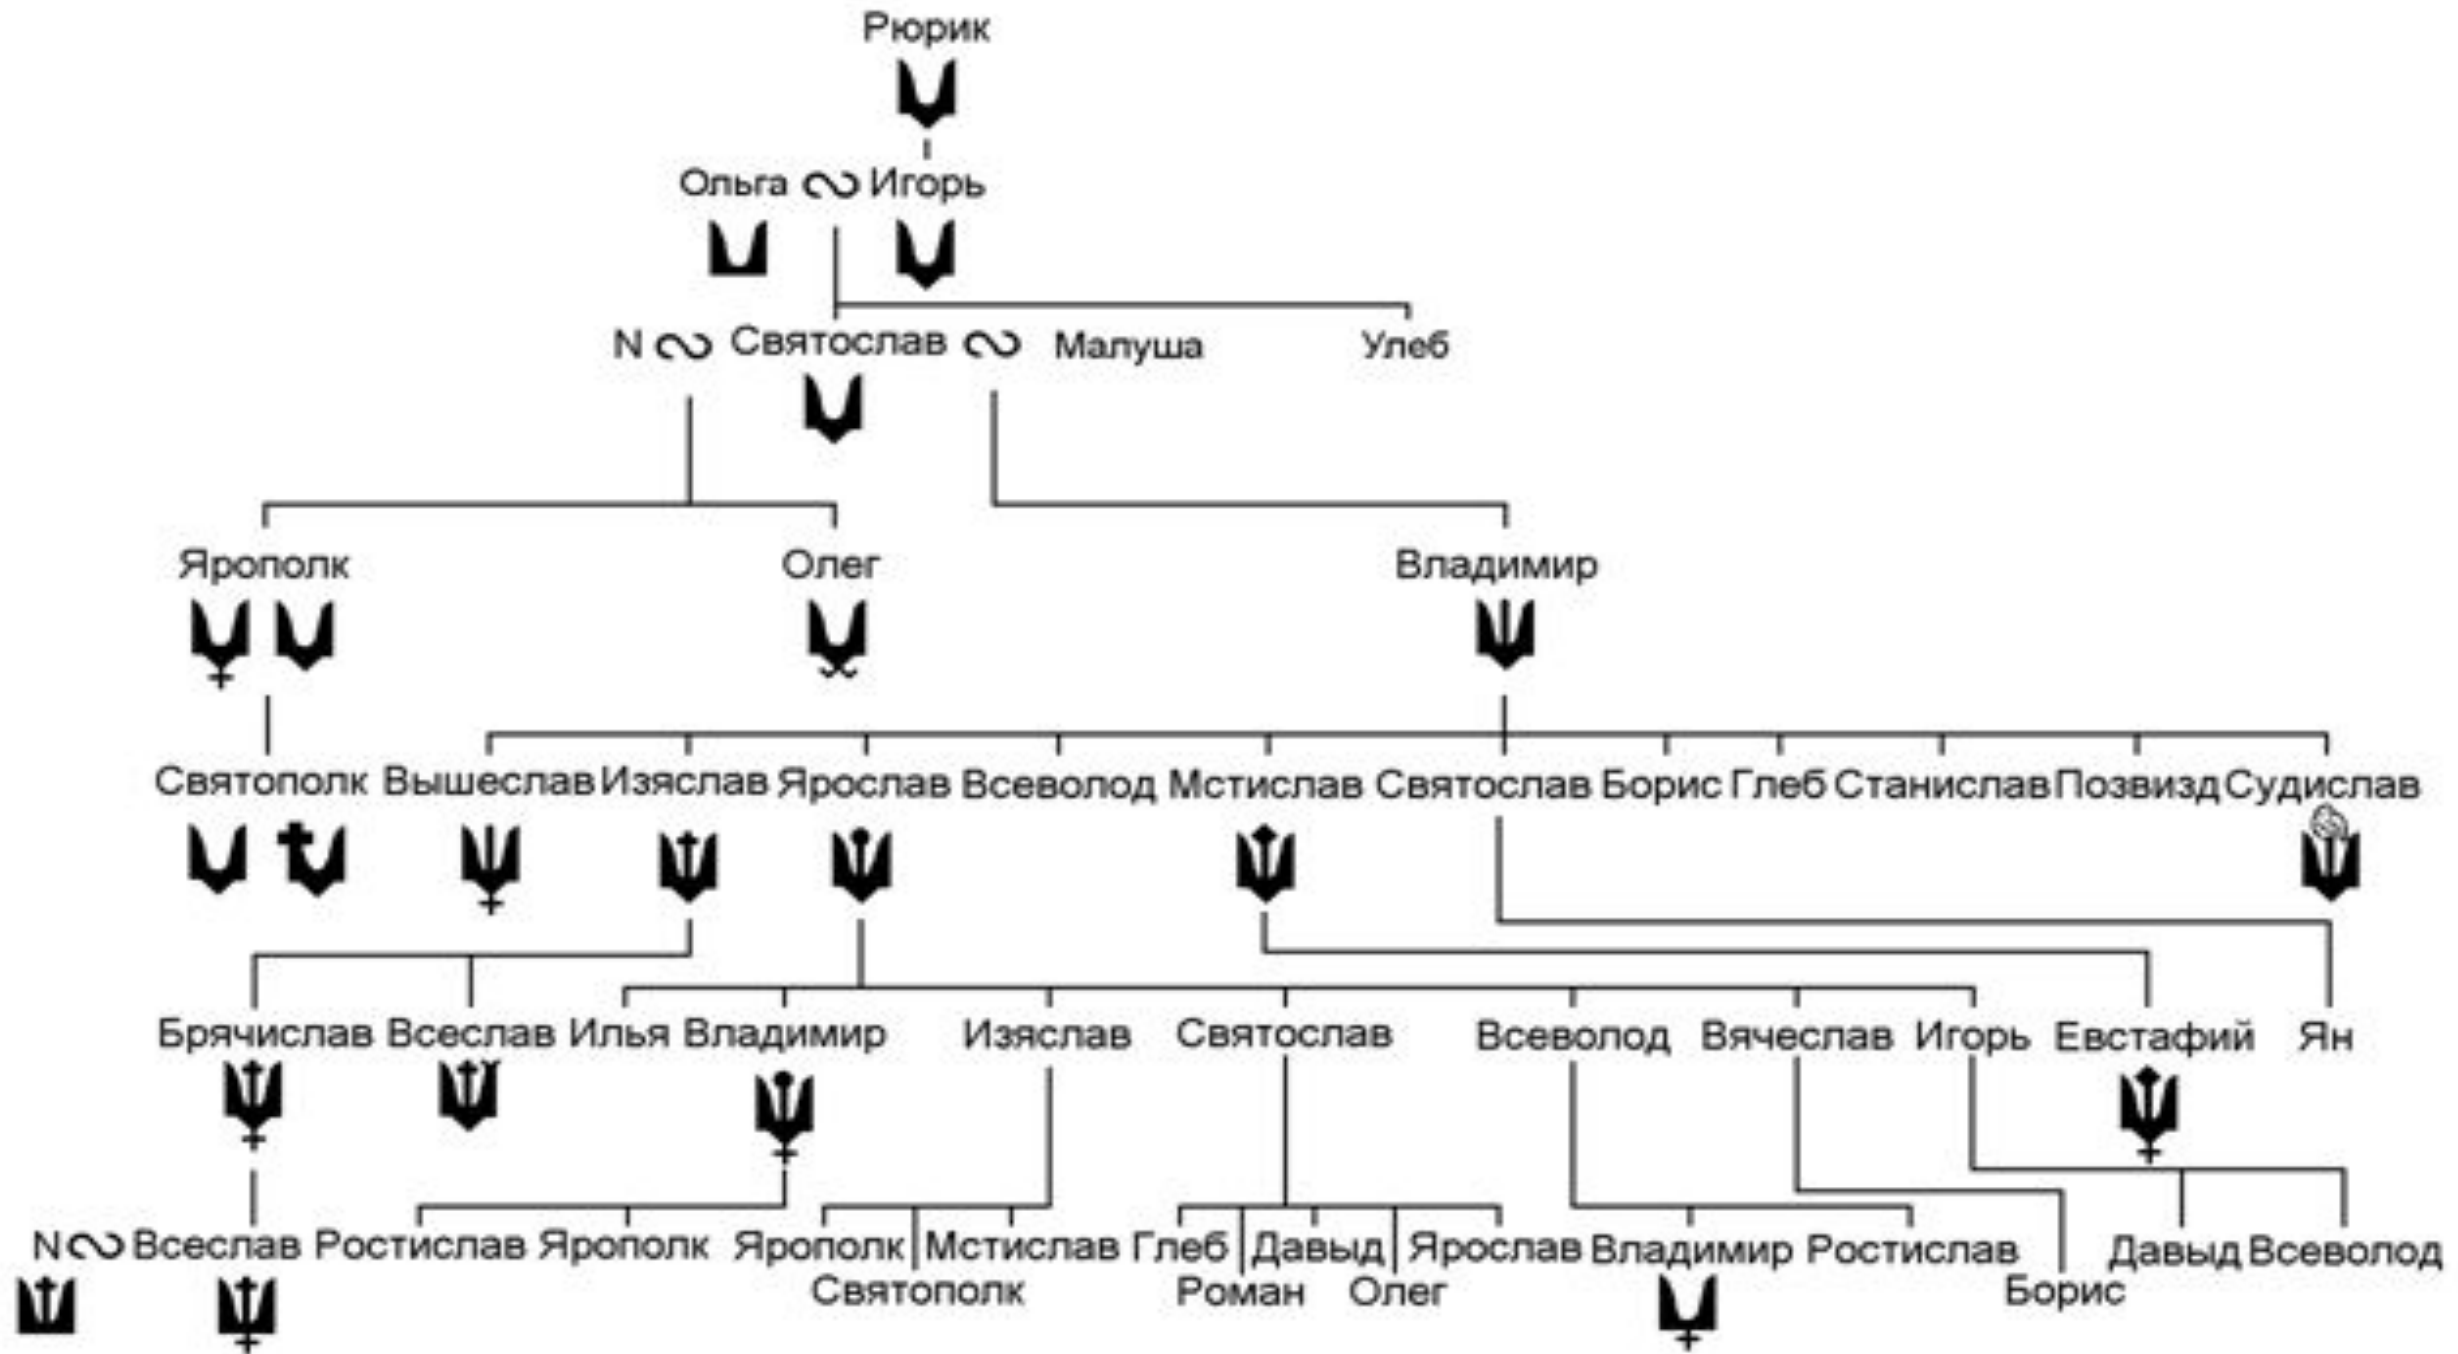 Рюрик
Ольга Игорь
N Святослав Малуша Улеб
Ярополк Олег Владимир
Святополк Вышеслав Изяслав Ярослав Всеволод Мстислав Святослав Борис Глеб Станислав Позвизд Судислав
Брячислав Всеслав Илья Владимир Изяслав Святослав Всеволод Вячеслав Игорь Евстафий Ян
N Всеслав Ростислав Ярополк Ярополк Мстислав Глеб Давыд Ярослав Владимир Ростислав Давыд Всеволод
Святополк Роман Олег Борис